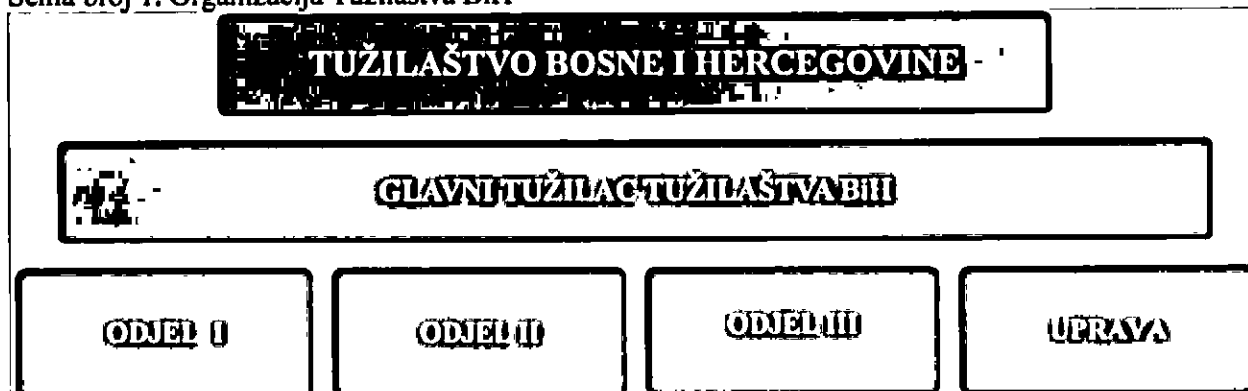 Šema broj 1. Organizacija Tužilaštva BiH
TUŽILAŠTVO BOSNE I HERCEGOVINE
GLAVNI TUŽILAC TUŽILAŠTVA BiH
ODJEL I
ODJEL II
ODJEL III
UPRAVA